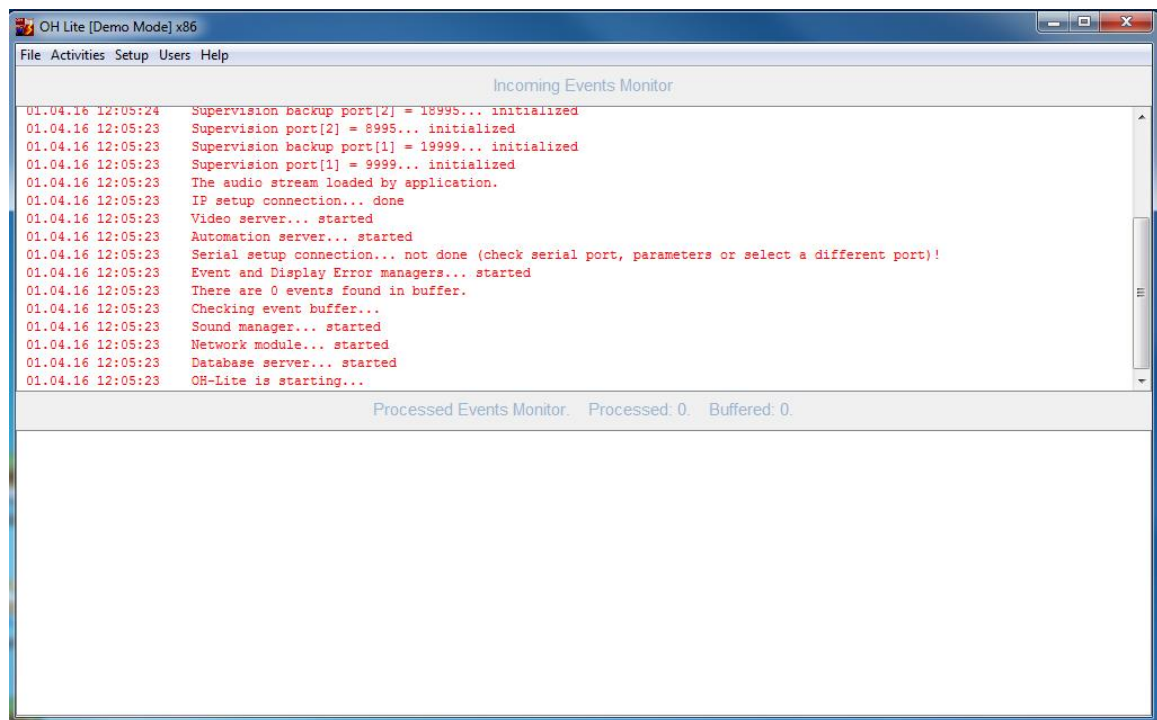 OH Lite [Demo Mode] x86
File Activities Setup Users Help
Incoming Events Monitor
01.04.16 12:05:24 Supervision backup port[2] = 18995... initialized
01.04.16 12:05:23 Supervision port[2] = 8995... initialized
01.04.16 12:05:23 Supervision backup port[1] = 19999... initialized
01.04.16 12:05:23 Supervision port[1] = 9999... initialized
01.04.16 12:05:23 The audio stream loaded by application.
01.04.16 12:05:23 IP setup connection... done
01.04.16 12:05:23 Video server... started
01.04.16 12:05:23 Automation server... started
01.04.16 12:05:23 Serial setup connection... not done (check serial port, parameters or select a different port)!
01.04.16 12:05:23 Event and Display Error managers... started
01.04.16 12:05:23 There are 0 events found in buffer.
01.04.16 12:05:23 Checking event buffer...
01.04.16 12:05:23 Sound manager... started
01.04.16 12:05:23 Network module... started
01.04.16 12:05:23 Database server... started
01.04.16 12:05:23 OH-Lite is starting...
Processed Events Monitor. Processed: 0. Buffered: 0.